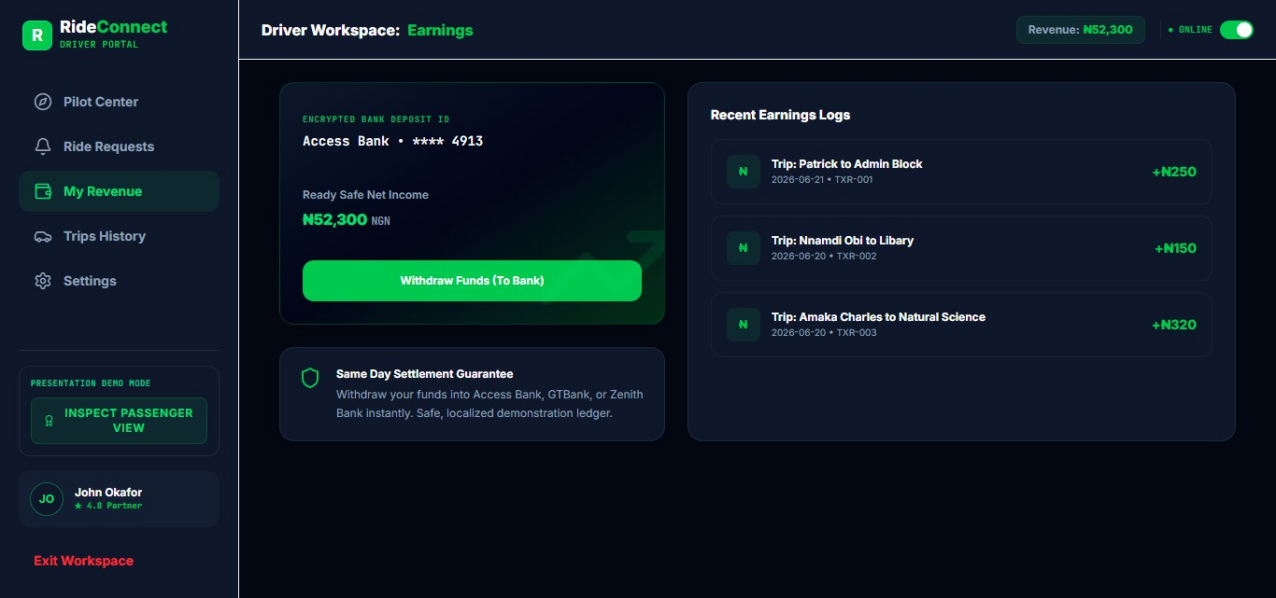 R
RideConnect
DRIVER PORTAL
Pilot Center
Ride Requests
My Revenue
Trips History
Settings
PRESENTATION DEMO MODE
INSPECT PASSENGER
VIEW
JO
John Okafor
★ 4.8 Partner
Exit Workspace
Driver Workspace: Earnings
Revenue: ₦52,300
• ONLINE
ENCRYPTED BANK DEPOSIT ID
Access Bank • **** 4913
Ready Safe Net Income
₦52,300 NGN
Withdraw Funds (To Bank)
Same Day Settlement Guarantee
Withdraw your funds into Access Bank, GTBank, or Zenith
Bank instantly. Safe, localized demonstration ledger.
Recent Earnings Logs
₦
Trip: Patrick to Admin Block
2026-06-21 • TXR-001
+₦250
₦
Trip: Nnamdi Obi to Libary
2026-06-20 • TXR-002
+₦150
₦
Trip: Amaka Charles to Natural Science
2026-06-20 • TXR-003
+₦320